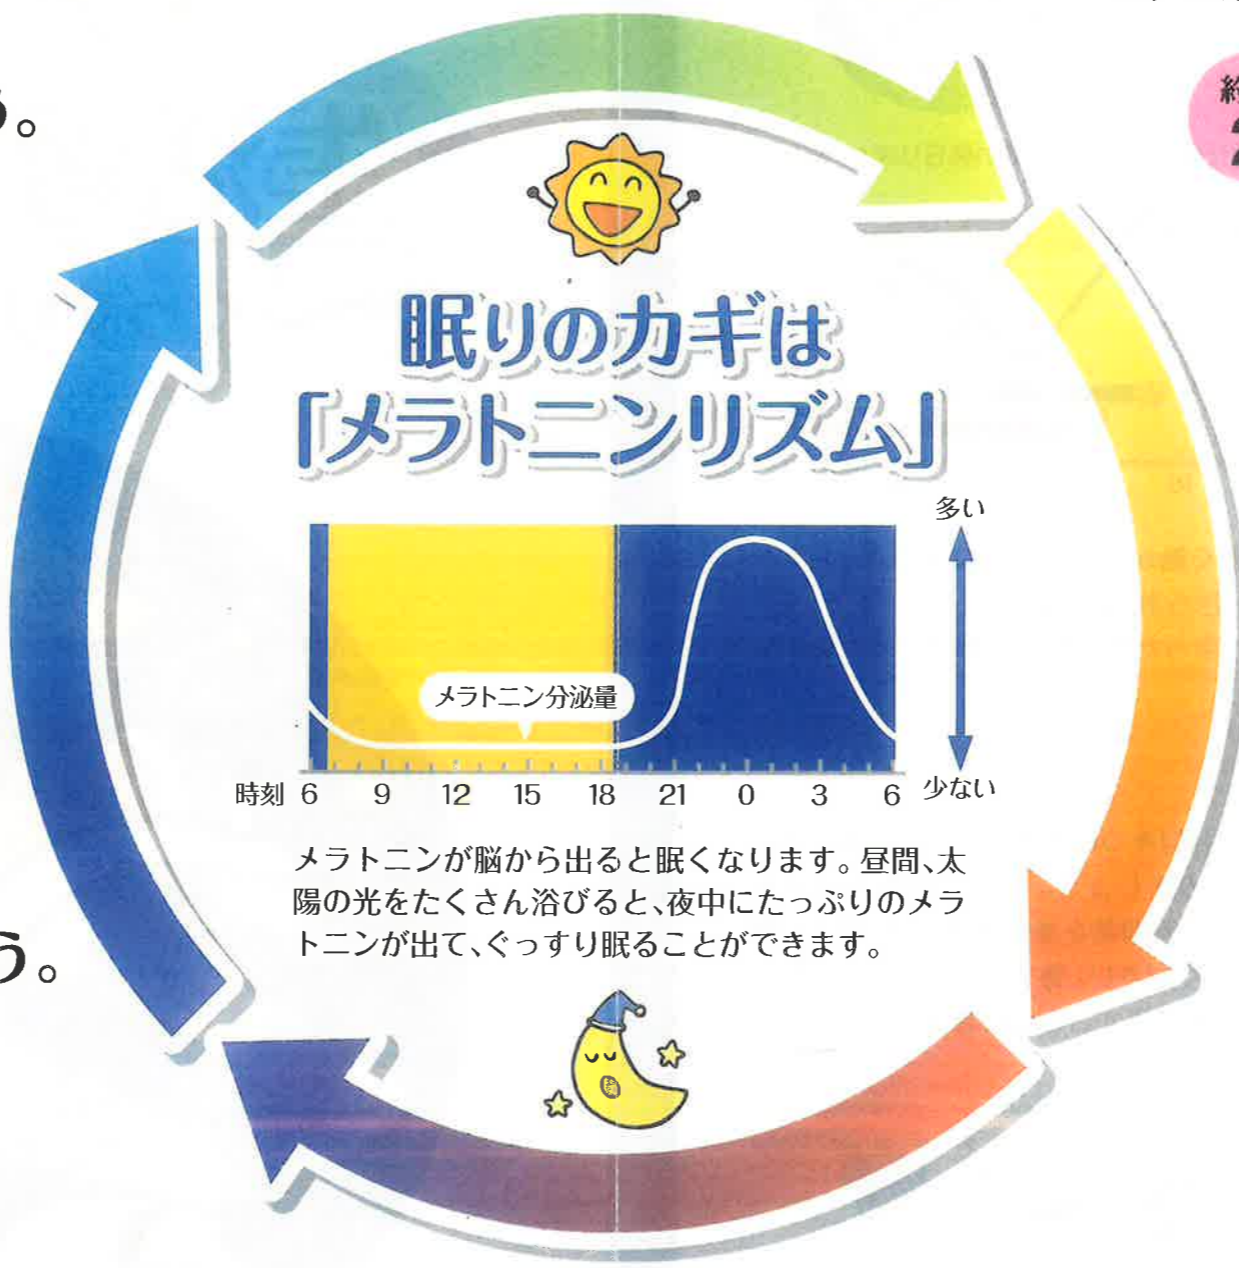 う。
約
2
眠りのカギは
「メラトニンリズム」
多い
メラトニン分泌量
時刻 6 9 12 15 18 21 0 3 6 少ない
メラトニンが脳から出ると眠くなります。昼間、太
陽の光をたくさん浴びると、夜中にたっぷりのメラ
トニンが出て、ぐっすり眠ることができます。
う。